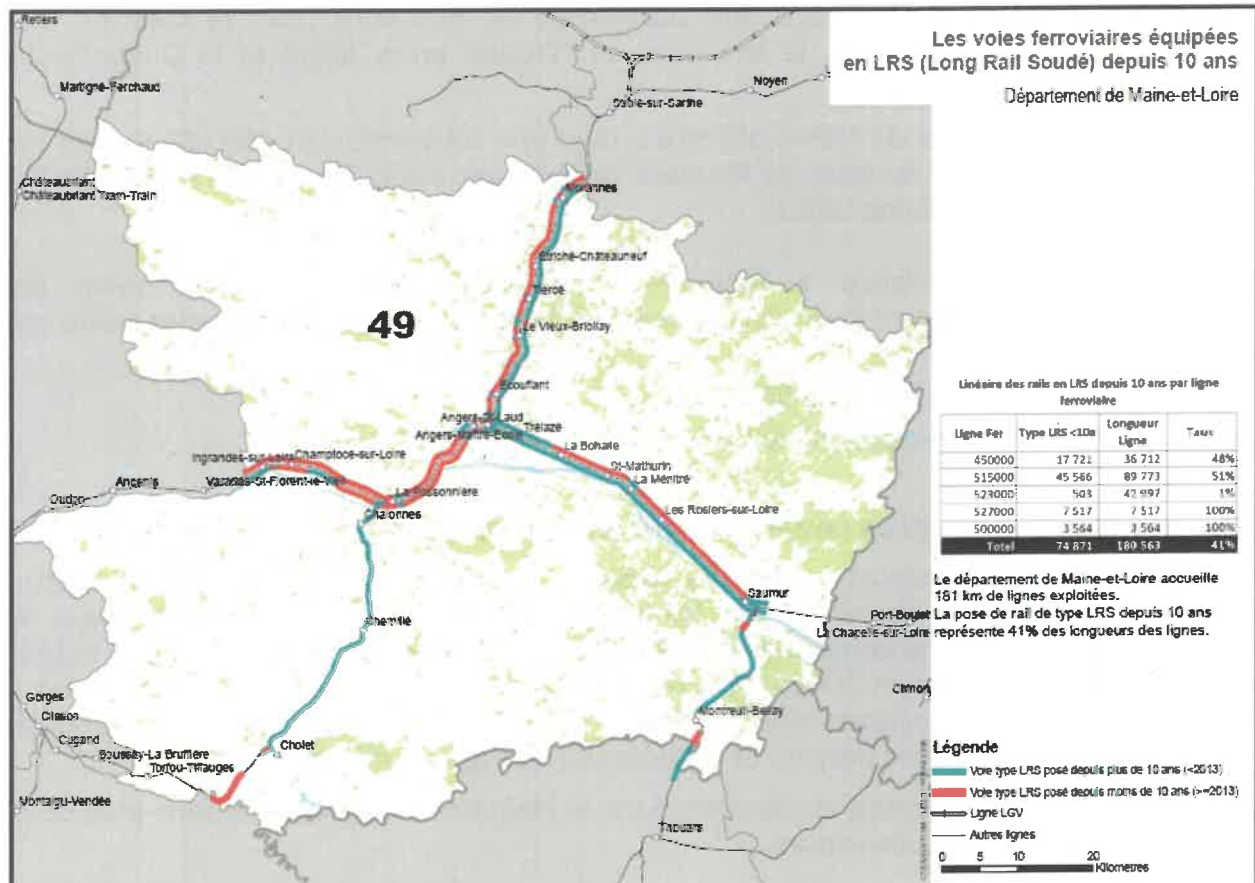 Les voies ferroviaires équipées
en LRS (Long Rail Soudé) depuis 10 ans
Département de Maine-et-Loire
Retiers
Martigné-Ferchaud
Châteaubriant
Châteaubriant Tram-Train
Sablé-sur-Sarthe
Noyen
Morannes
Etriché-Châteauneuf
Tiercé
Le Vieux-Briollay
Ecouflant
49
Angers-St-Laud
Angers-Maître-Ecole
Trélazé
La Bohalle
St-Mathurin
La Ménitré
Les Rosiers-sur-Loire
Saumur
Port-Boulet
La Chapelle-sur-Loire
Ingrandes-sur-Loire
Champtocé-sur-Loire
Varades-St-Florent-le-Vieil
La Possonnière
Chalonnes
Ancenis
Oudon
Chemillé
Cholet
Gorges
Clisson
Cugand
Boussay-La Bruffière
Torfou-Tiffauges
Montaigu-Vendée
Montreuil-Bellay
Thouars
Linéaire des rails en LRS depuis 10 ans par ligne
ferroviaire
Ligne Fer Type LRS <10a Longueur Ligne Taux
450000 17 721 36 712 48%
515000 45 566 89 773 51%
523000 503 42 997 1%
527000 7 517 7 517 100%
500000 3 564 3 564 100%
Total 74 871 180 563 41%
Le département de Maine-et-Loire accueille
181 km de lignes exploitées.
La pose de rail de type LRS depuis 10 ans
représente 41% des longueurs des lignes.
Légende
Voie type LRS posé depuis plus de 10 ans (<2013)
Voie type LRS posé depuis moins de 10 ans (>=2013)
Ligne LGV
Autres lignes
0 5 10 20
Kilomètres